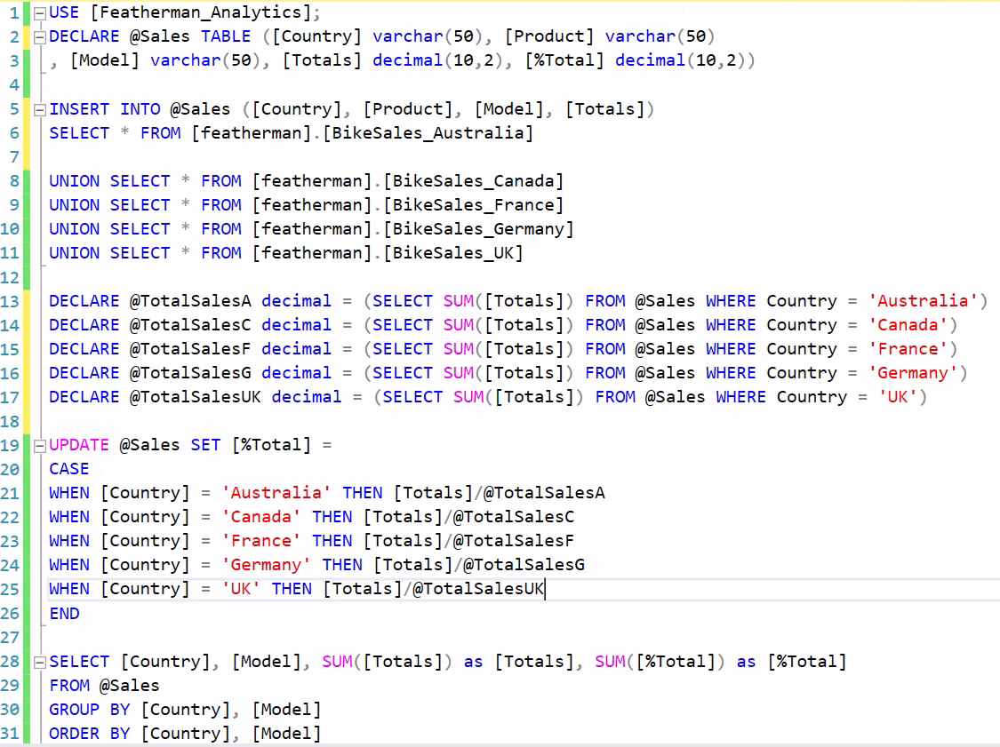 1 USE [Featherman_Analytics];
2 DECLARE @Sales TABLE ([Country] varchar(50), [Product] varchar(50)
3 , [Model] varchar(50), [Totals] decimal(10,2), [%Total] decimal(10,2))
4
5 INSERT INTO @Sales ([Country], [Product], [Model], [Totals])
6 SELECT * FROM [featherman].[BikeSales_Australia]
7
8 UNION SELECT * FROM [featherman].[BikeSales_Canada]
9 UNION SELECT * FROM [featherman].[BikeSales_France]
10 UNION SELECT * FROM [featherman].[BikeSales_Germany]
11 UNION SELECT * FROM [featherman].[BikeSales_UK]
12
13 DECLARE @TotalSalesA decimal = (SELECT SUM([Totals]) FROM @Sales WHERE Country = 'Australia')
14 DECLARE @TotalSalesC decimal = (SELECT SUM([Totals]) FROM @Sales WHERE Country = 'Canada')
15 DECLARE @TotalSalesF decimal = (SELECT SUM([Totals]) FROM @Sales WHERE Country = 'France')
16 DECLARE @TotalSalesG decimal = (SELECT SUM([Totals]) FROM @Sales WHERE Country = 'Germany')
17 DECLARE @TotalSalesUK decimal = (SELECT SUM([Totals]) FROM @Sales WHERE Country = 'UK')
18
19 UPDATE @Sales SET [%Total] =
20 CASE
21 WHEN [Country] = 'Australia' THEN [Totals]/@TotalSalesA
22 WHEN [Country] = 'Canada' THEN [Totals]/@TotalSalesC
23 WHEN [Country] = 'France' THEN [Totals]/@TotalSalesF
24 WHEN [Country] = 'Germany' THEN [Totals]/@TotalSalesG
25 WHEN [Country] = 'UK' THEN [Totals]/@TotalSalesUK
26 END
27
28 SELECT [Country], [Model], SUM([Totals]) as [Totals], SUM([%Total]) as [%Total]
29 FROM @Sales
30 GROUP BY [Country], [Model]
31 ORDER BY [Country], [Model]